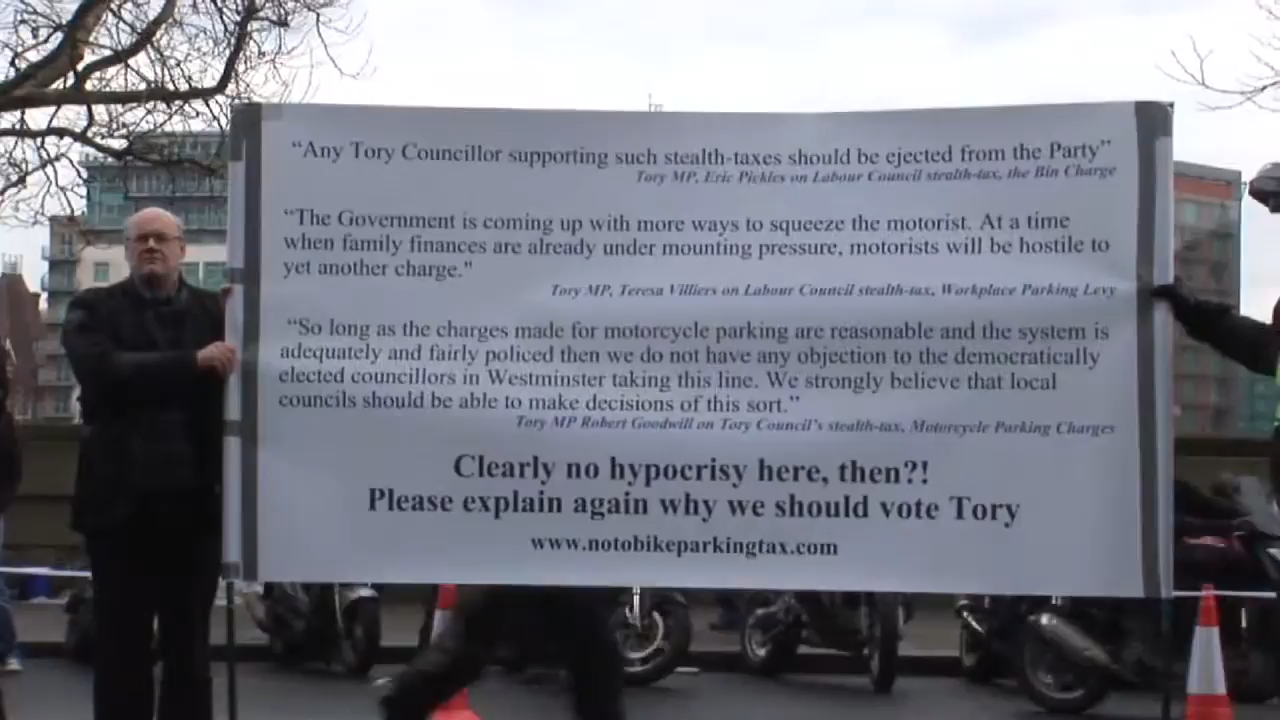 “Any Tory Councillor supporting such stealth-taxes should be ejected from the Party”
Tory MP, Eric Pickles on Labour Council stealth-tax, the Bin Charge
“The Government is coming up with more ways to squeeze the motorist. At a time
when family finances are already under mounting pressure, motorists will be hostile to
yet another charge."
Tory MP, Teresa Villiers on Labour Council stealth-tax, Workplace Parking Levy
“So long as the charges made for motorcycle parking are reasonable and the system is
adequately and fairly policed then we do not have any objection to the democratically
elected councillors in Westminster taking this line. We strongly believe that local
councils should be able to make decisions of this sort.”
Tory MP Robert Goodwill on Tory Council's stealth-tax, Motorcycle Parking Charges
Clearly no hypocrisy here, then?!
Please explain again why we should vote Tory
www.notobikeparkingtax.com